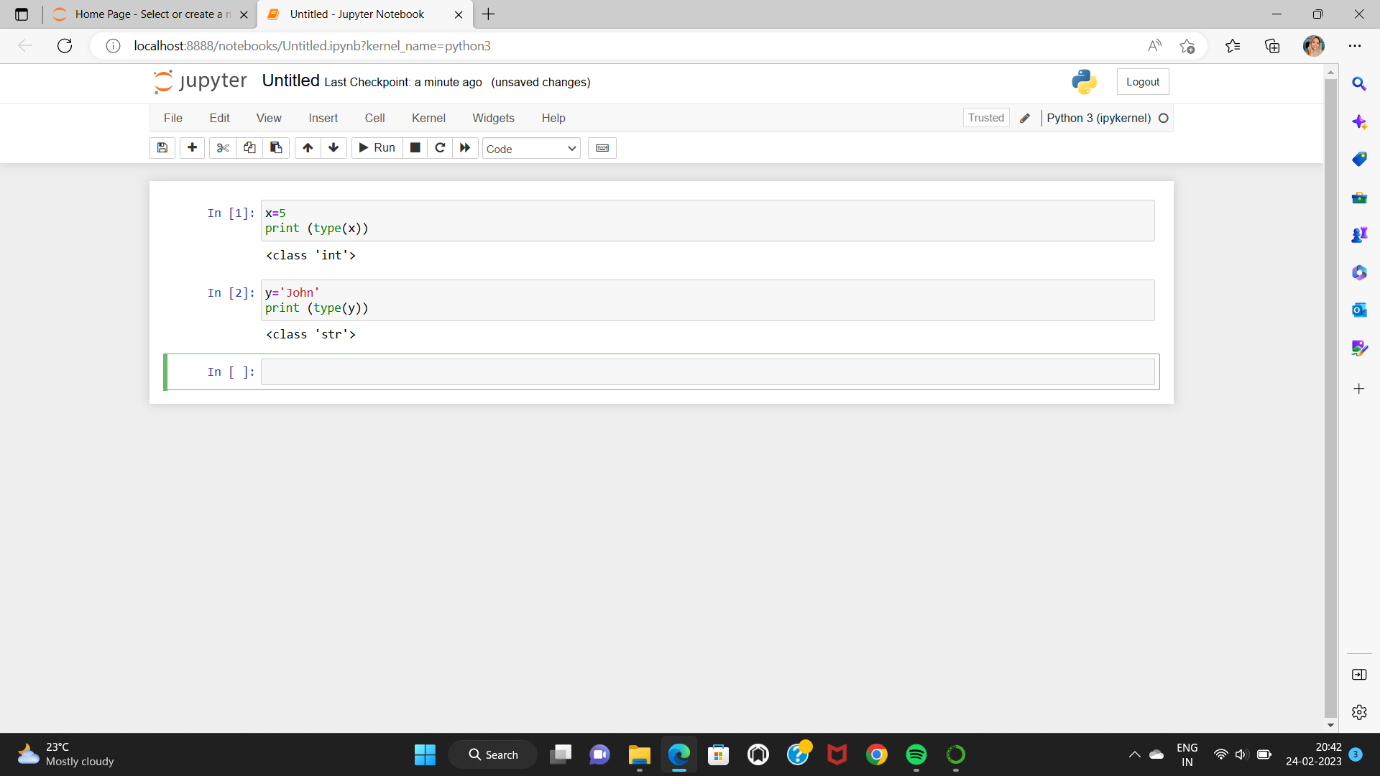 Home Page - Select or create a n
Untitled - Jupyter Notebook
localhost:8888/notebooks/Untitled.ipynb?kernel_name=python3
jupyter Untitled Last Checkpoint: a minute ago (unsaved changes)
Logout
File Edit View Insert Cell Kernel Widgets Help
Trusted
Python 3 (ipykernel)
Run
Code
In [1]: x=5
print (type(x))
<class 'int'>
In [2]: y='John'
print (type(y))
<class 'str'>
In [ ]:
23°C
Mostly cloudy
Search
ENG
IN
20:42
24-02-2023
3